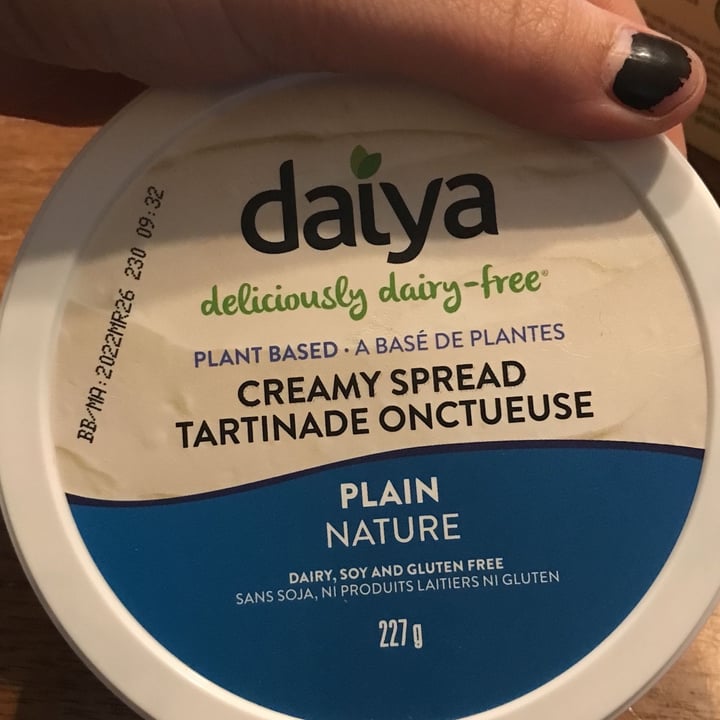 daiya
deliciously dairy-free
PLANT BASED · A BASÉ DE PLANTES
CREAMY SPREAD
TARTINADE ONCTUEUSE
PLAIN
NATURE
DAIRY, SOY AND GLUTEN FREE
SANS SOJA, NI PRODUITS LAITIERS NI GLUTEN
227 g
BB/MA:2022MR26 230 09:32